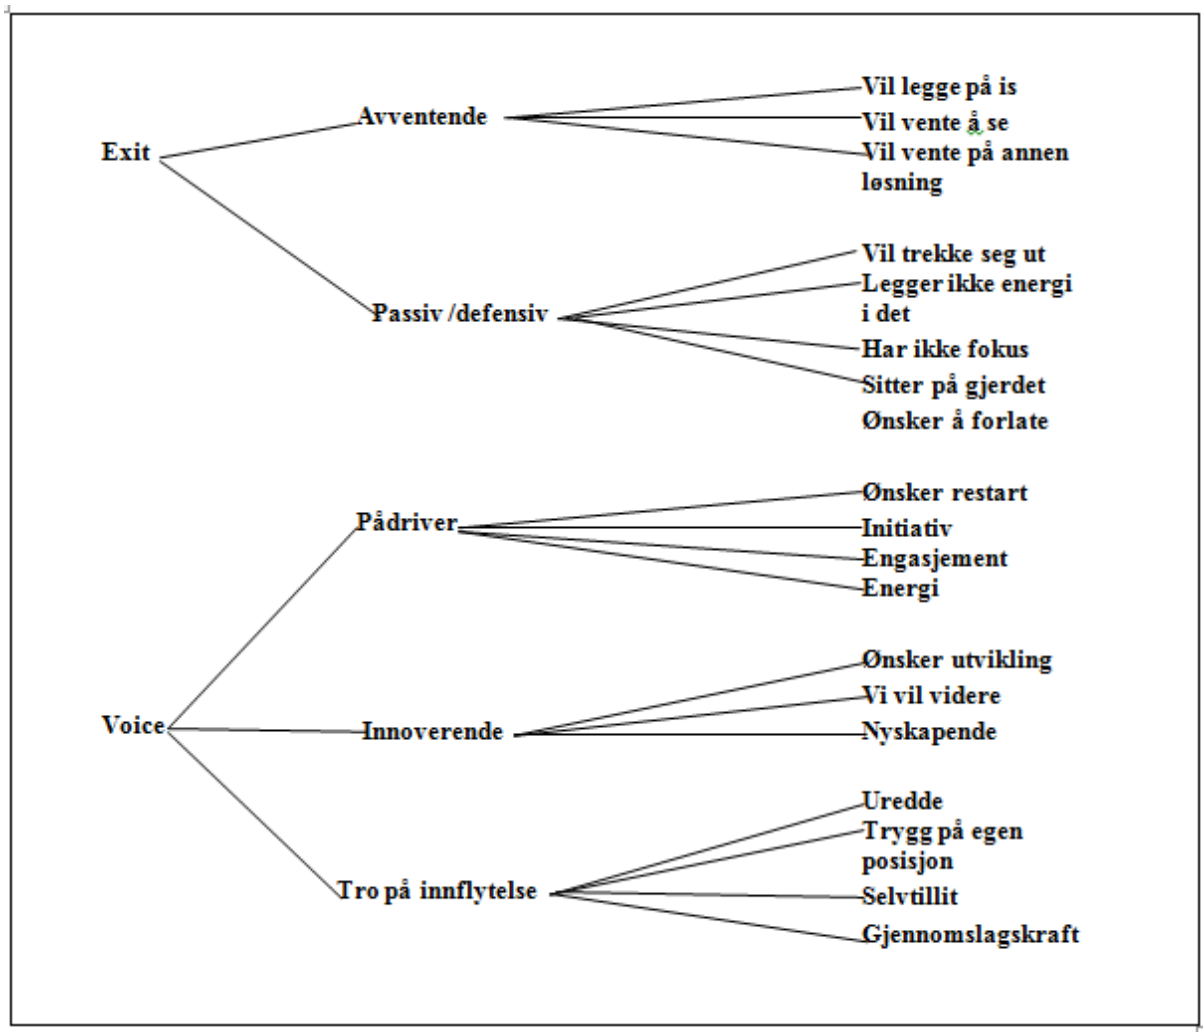 Vil legge på is
Avventende
Vil vente å se
Exit
Vil vente på annen
løsning
Vil trekke seg ut
Legger ikke energi
i det
Passiv /defensiv
Har ikke fokus
Sitter på gjerdet
Ønsker å forlate
Ønsker restart
Pådriver
Initiativ
Engasjement
Energi
Ønsker utvikling
Vi vil videre
Voice
Innoverende
Nyskapende
Uredde
Trygg på egen
posisjon
Tro på innflytelse
Selvtillit
Gjennomslagskraft